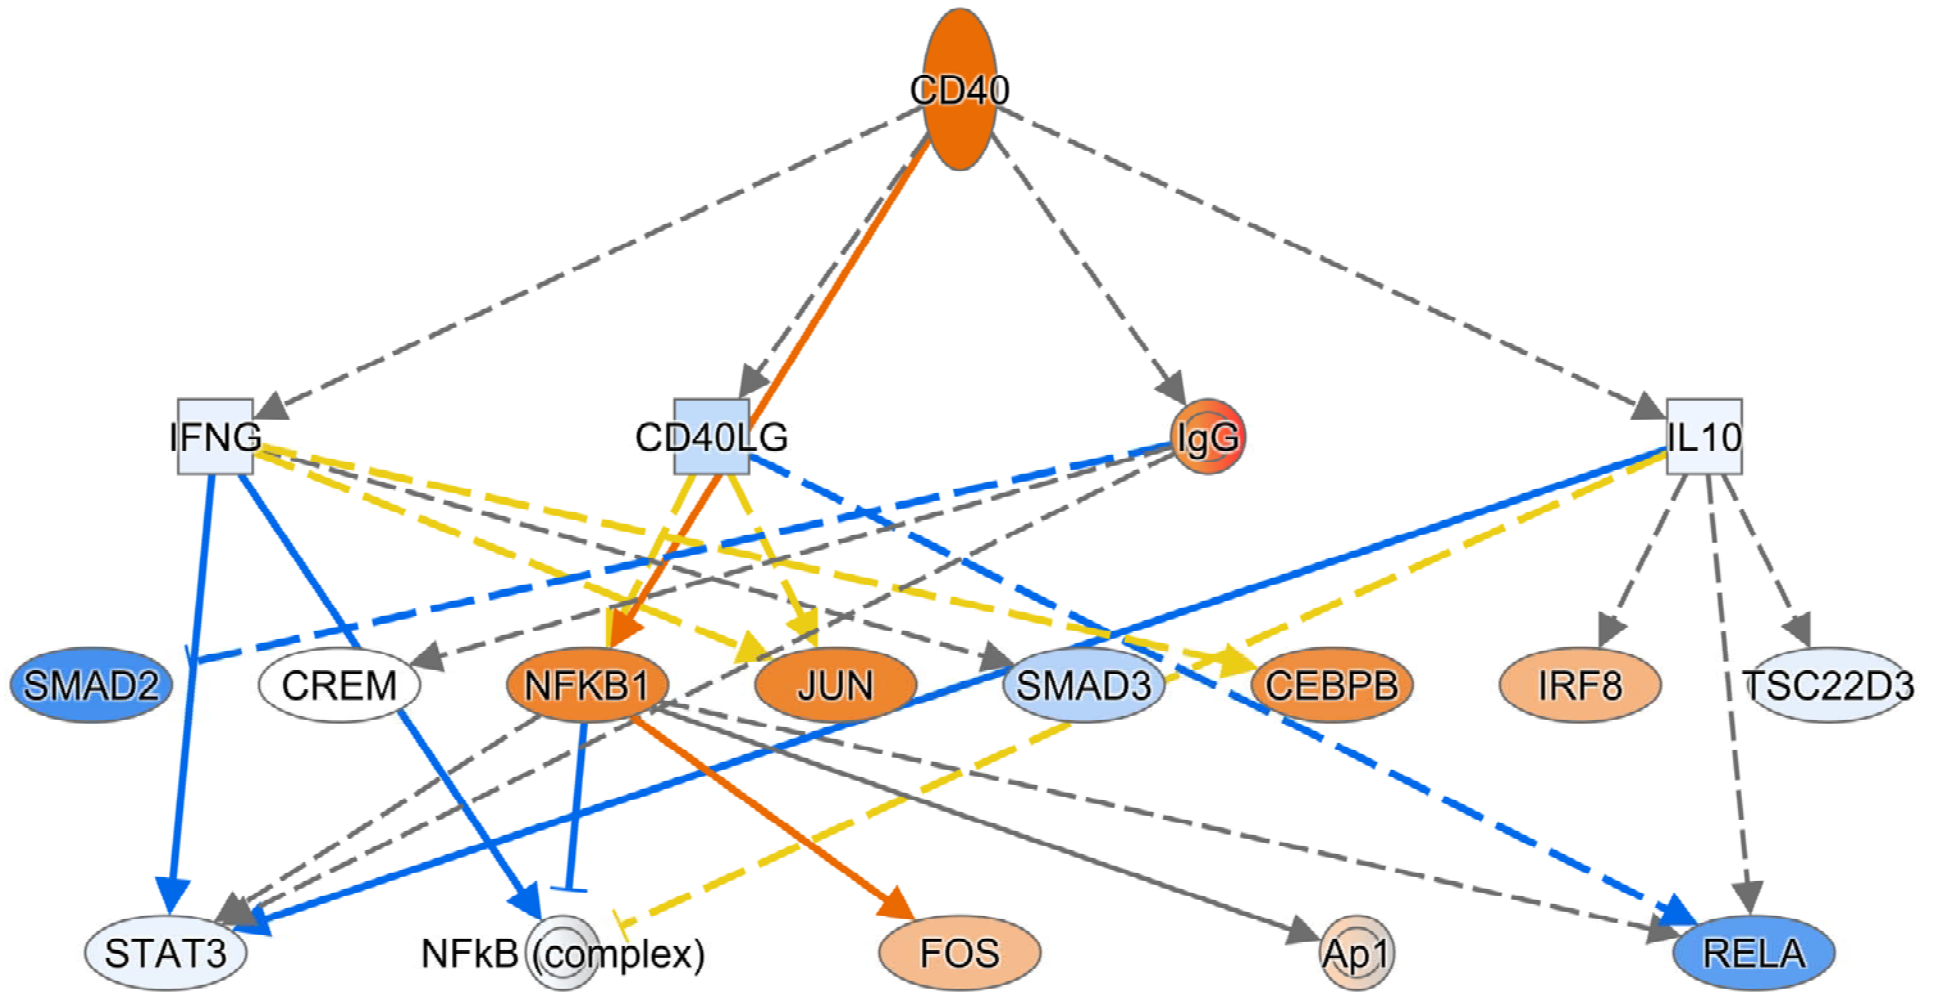 CD40
IFNG
CD40LG
IgG
IL10
SMAD2
CREM
NFKB1
JUN
SMAD3
CEBPB
IRF8
TSC22D3
STAT3
NFkB (complex)
FOS
Ap1
RELA